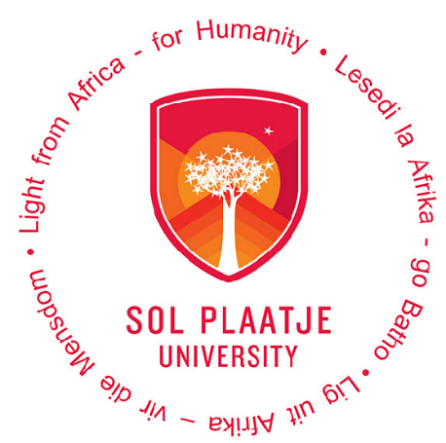 Light from Africa - for Humanity • Lesedi la Afrika - go Batho • Lig uit Afrika – vir die Mensdom •
SOL PLAATJE
UNIVERSITY